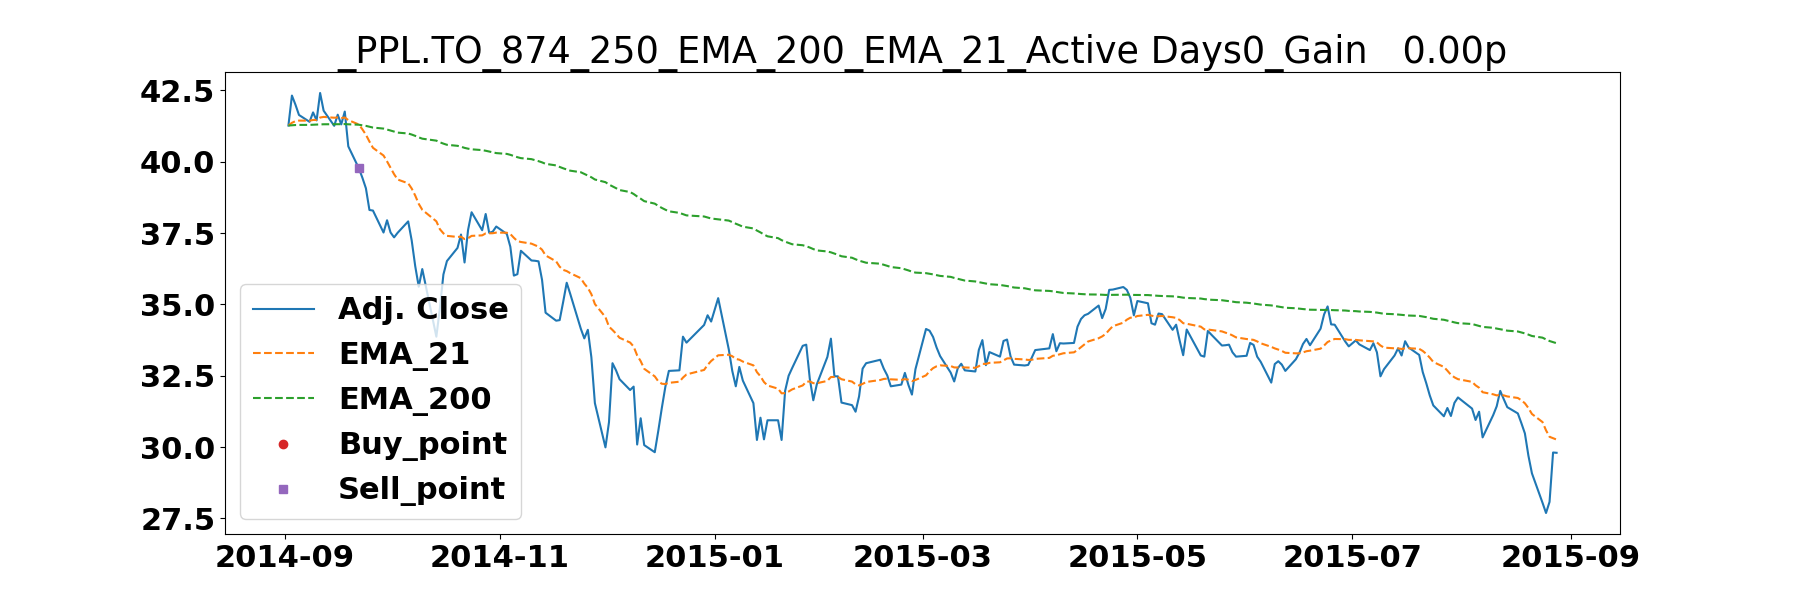 _PPL.TO_874_250_EMA_200_EMA_21_Active Days0_Gain   0.00p
42.5
40.0
37.5
35.0
32.5
30.0
27.5
Adj. Close
EMA_21
EMA_200
Buy_point
Sell_point
2014-09 2014-11 2015-01 2015-03 2015-05 2015-07 2015-09